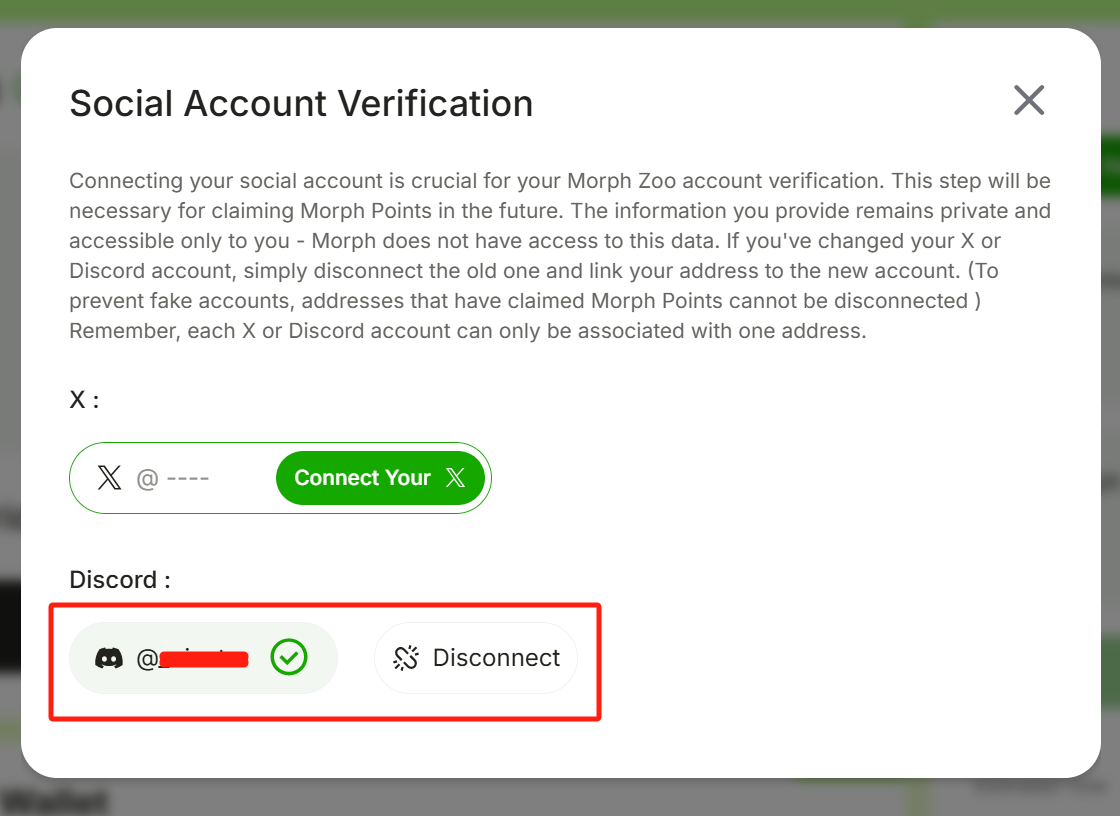 Social Account Verification
Connecting your social account is crucial for your Morph Zoo account verification. This step will be
necessary for claiming Morph Points in the future. The information you provide remains private and
accessible only to you - Morph does not have access to this data. If you've changed your X or
Discord account, simply disconnect the old one and link your address to the new account. (To
prevent fake accounts, addresses that have claimed Morph Points cannot be disconnected )
Remember, each X or Discord account can only be associated with one address.
X :
@ ----
Connect Your X
Discord :
@
Disconnect
Wallet